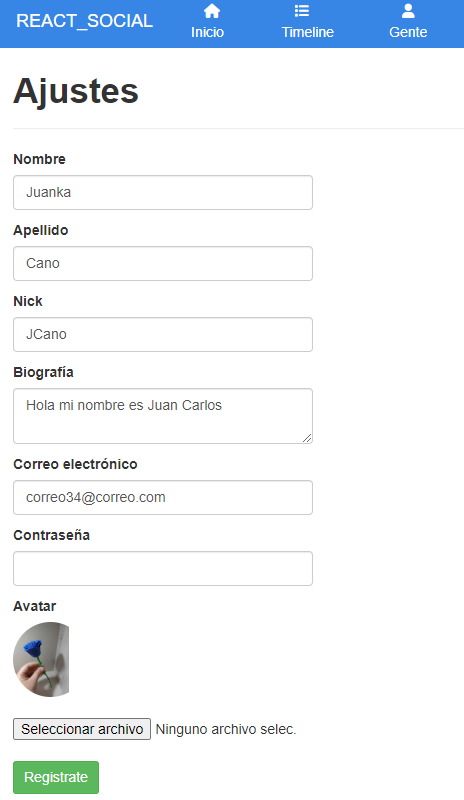 REACT_SOCIAL
Inicio
Timeline
Gente
Ajustes
Nombre
Juanka
Apellido
Cano
Nick
JCano
Biografía
Hola mi nombre es Juan Carlos
Correo electrónico
correo34@correo.com
Contraseña
Avatar
Seleccionar archivo Ninguno archivo selec.
Registrate